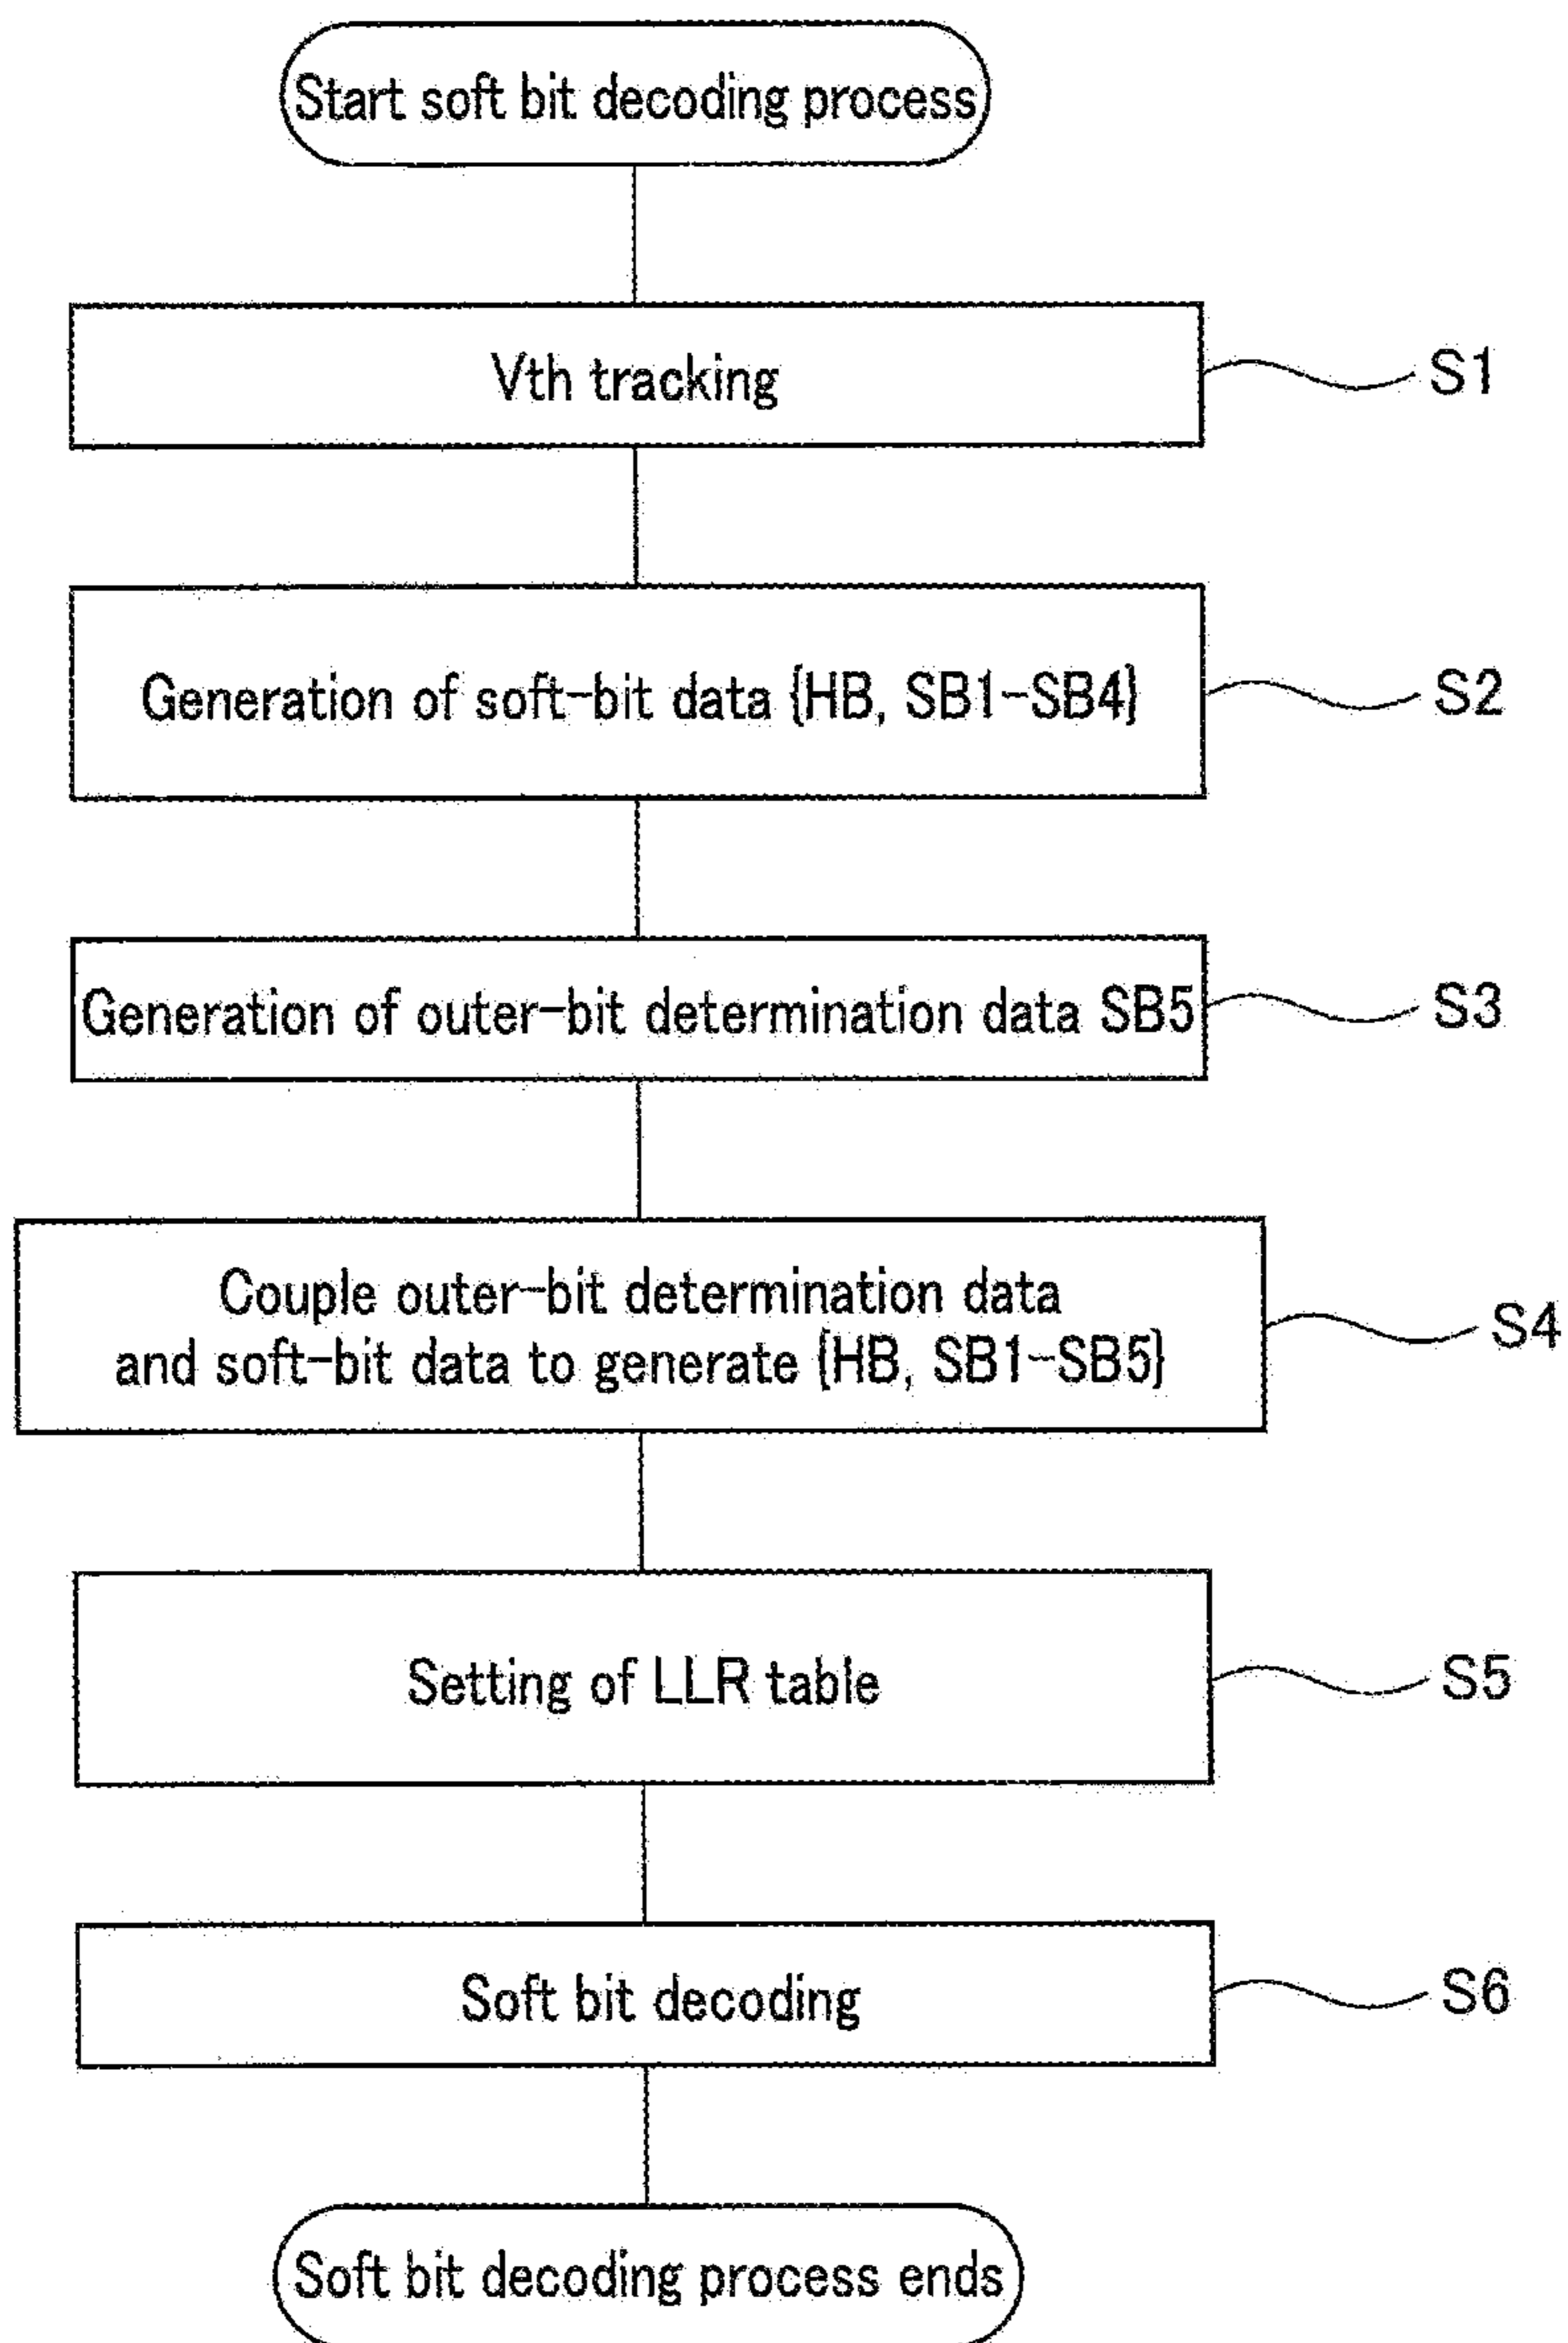 Start soft bit decoding process
Vth tracking
S1
Generation of soft-bit data {HB, SB1-SB4}
S2
Generation of outer-bit determination data SB5
S3
Couple outer-bit determination data
and soft-bit data to generate {HB, SB1-SB5}
S4
Setting of LLR table
S5
Soft bit decoding
S6
Soft bit decoding process ends